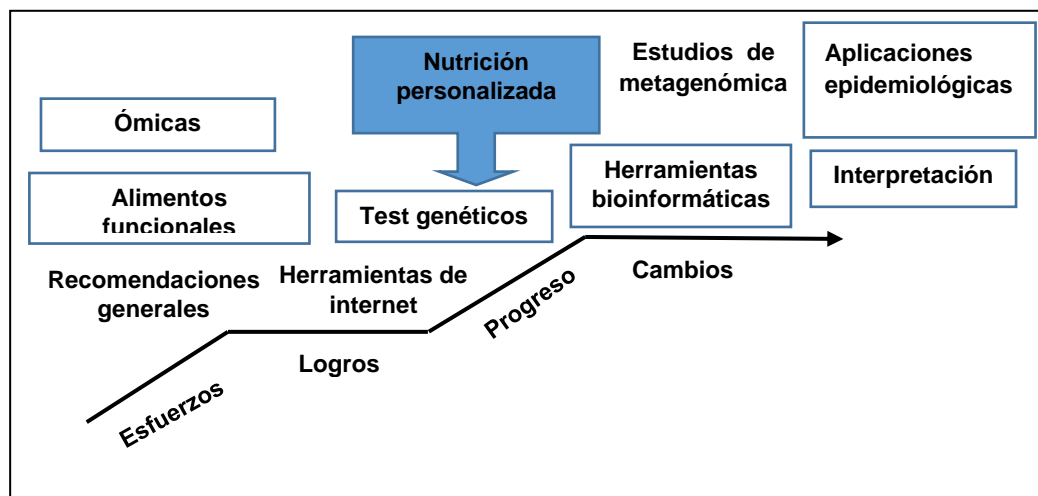 Nutrición
personalizada
Estudios de
metagenómica
Aplicaciones
epidemiológicas
Ómicas
Alimentos
funcionales
Test genéticos
Herramientas
bioinformáticas
Interpretación
Recomendaciones
generales
Herramientas de
internet
Progreso
Cambios
Logros
Esfuerzos